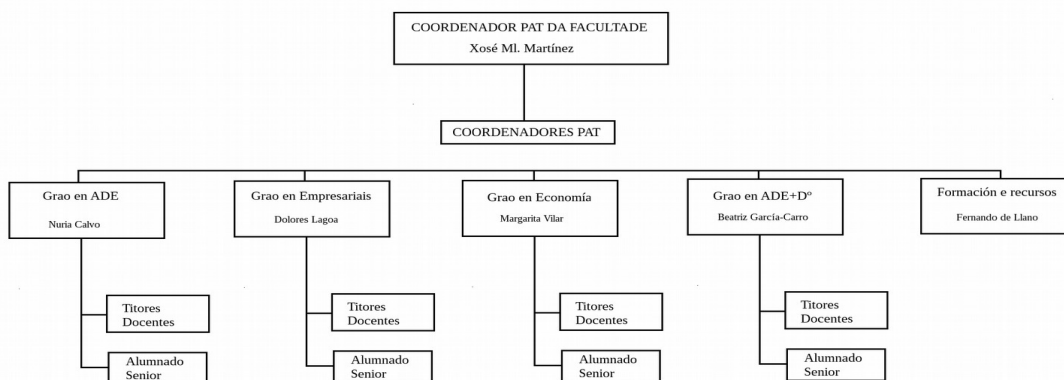 COORDENADOR PAT DA FACULTADE
Xosé Ml. Martínez
COORDENADORES PAT
Grao en ADE
Nuria Calvo
Grao en Empresariais
Dolores Lagoa
Grao en Economía
Margarita Vilar
Grao en ADE+Dº
Beatriz García-Carro
Formación e recursos
Fernando de Llano
Titores
Docentes
Titores
Docentes
Titores
Docentes
Titores
Docentes
Alumnado
Senior
Alumnado
Senior
Alumnado
Senior
Alumnado
Senior